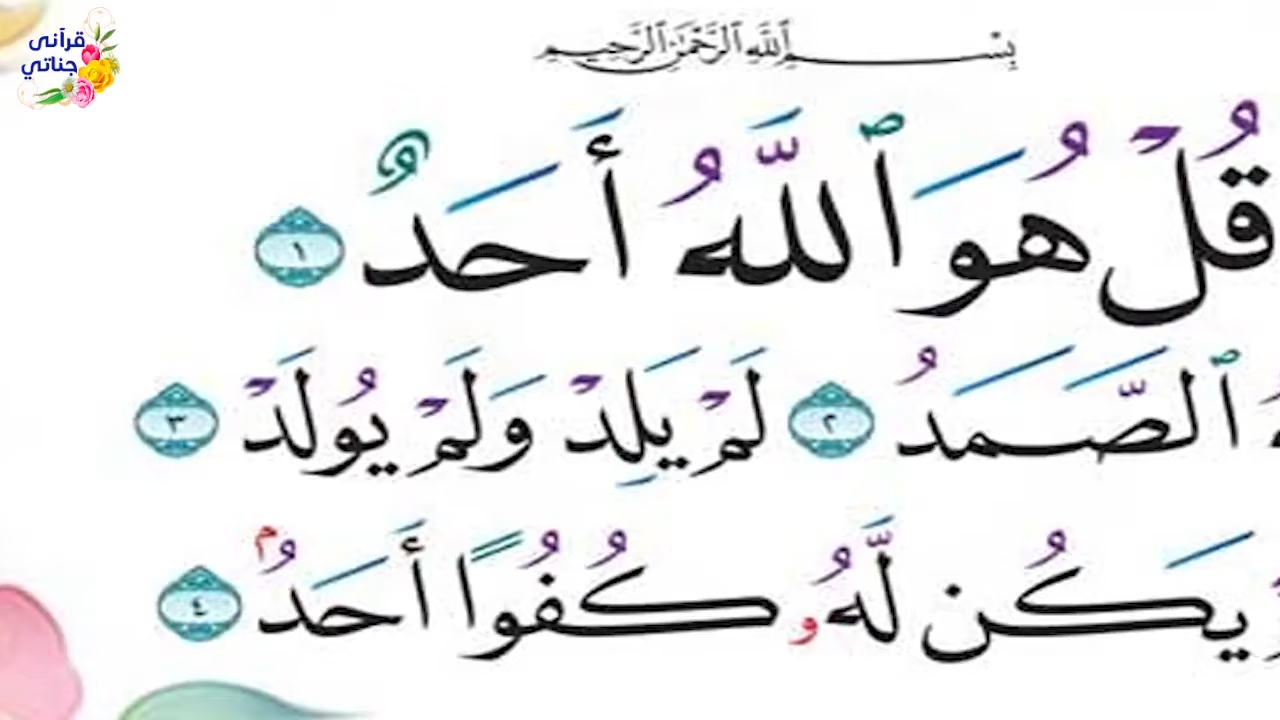 قرآنى
جناتي
بِسْمِ ٱللَّهِ ٱلرَّحْمَٰنِ ٱلرَّحِيمِ
قُلْ هُوَ ٱللَّهُ أَحَدٌ ١
ٱلصَّمَدُ ٢ لَمْ يَلِدْ وَلَمْ يُولَدْ ٣
يَكُن لَّهُۥ كُفُوًا أَحَدٌۢ ٤